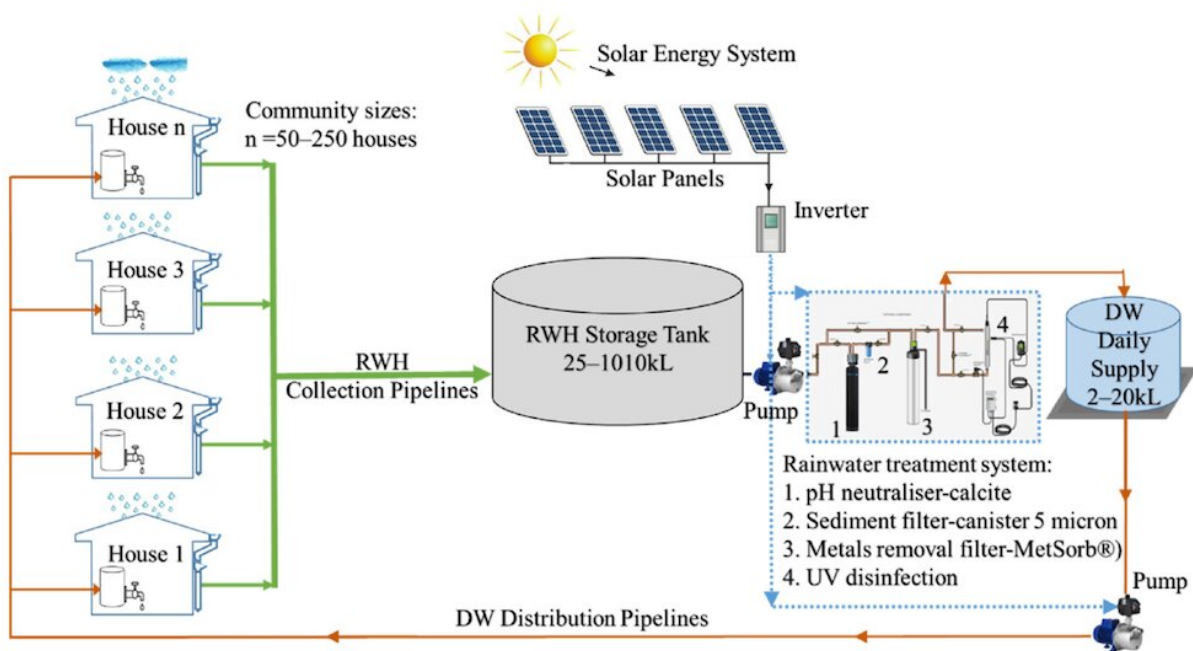 Solar Energy System
House n
Community sizes:
n =50–250 houses
Solar Panels
Inverter
House 3
RWH Storage Tank
25–1010kL
DW
Daily
Supply
2–20kL
1
2
3
4
RWH
Collection Pipelines
House 2
Pump
Rainwater treatment system:
1. pH neutraliser-calcite
2. Sediment filter-canister 5 micron
3. Metals removal filter-MetSorb®)
4. UV disinfection
House 1
Pump
DW Distribution Pipelines